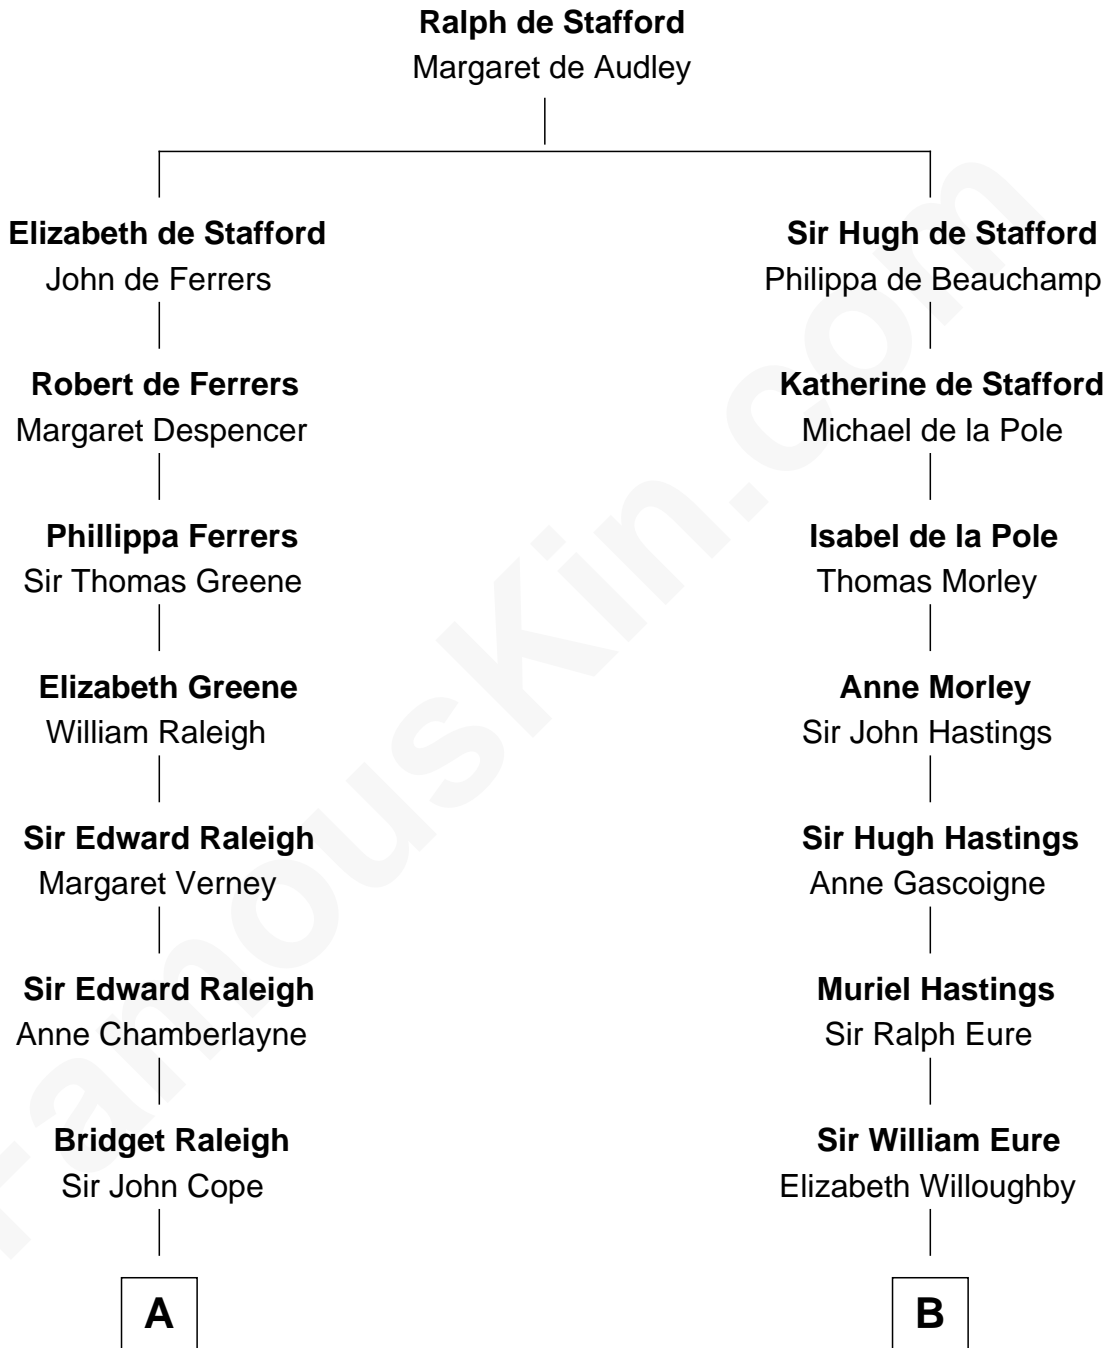 Ralph de Stafford
Margaret de Audley
Elizabeth de Stafford
John de Ferrers
Sir Hugh de Stafford
Philippa de Beauchamp
Robert de Ferrers
Margaret Despencer
Katherine de Stafford
Michael de la Pole
Phillippa Ferrers
Sir Thomas Greene
Isabel de la Pole
Thomas Morley
Elizabeth Greene
William Raleigh
Anne Morley
Sir John Hastings
Sir Edward Raleigh
Margaret Verney
Sir Hugh Hastings
Anne Gascoigne
Sir Edward Raleigh
Anne Chamberlayne
Muriel Hastings
Sir Ralph Eure
Bridget Raleigh
Sir John Cope
Sir William Eure
Elizabeth Willoughby
A
B
FamousKin.com